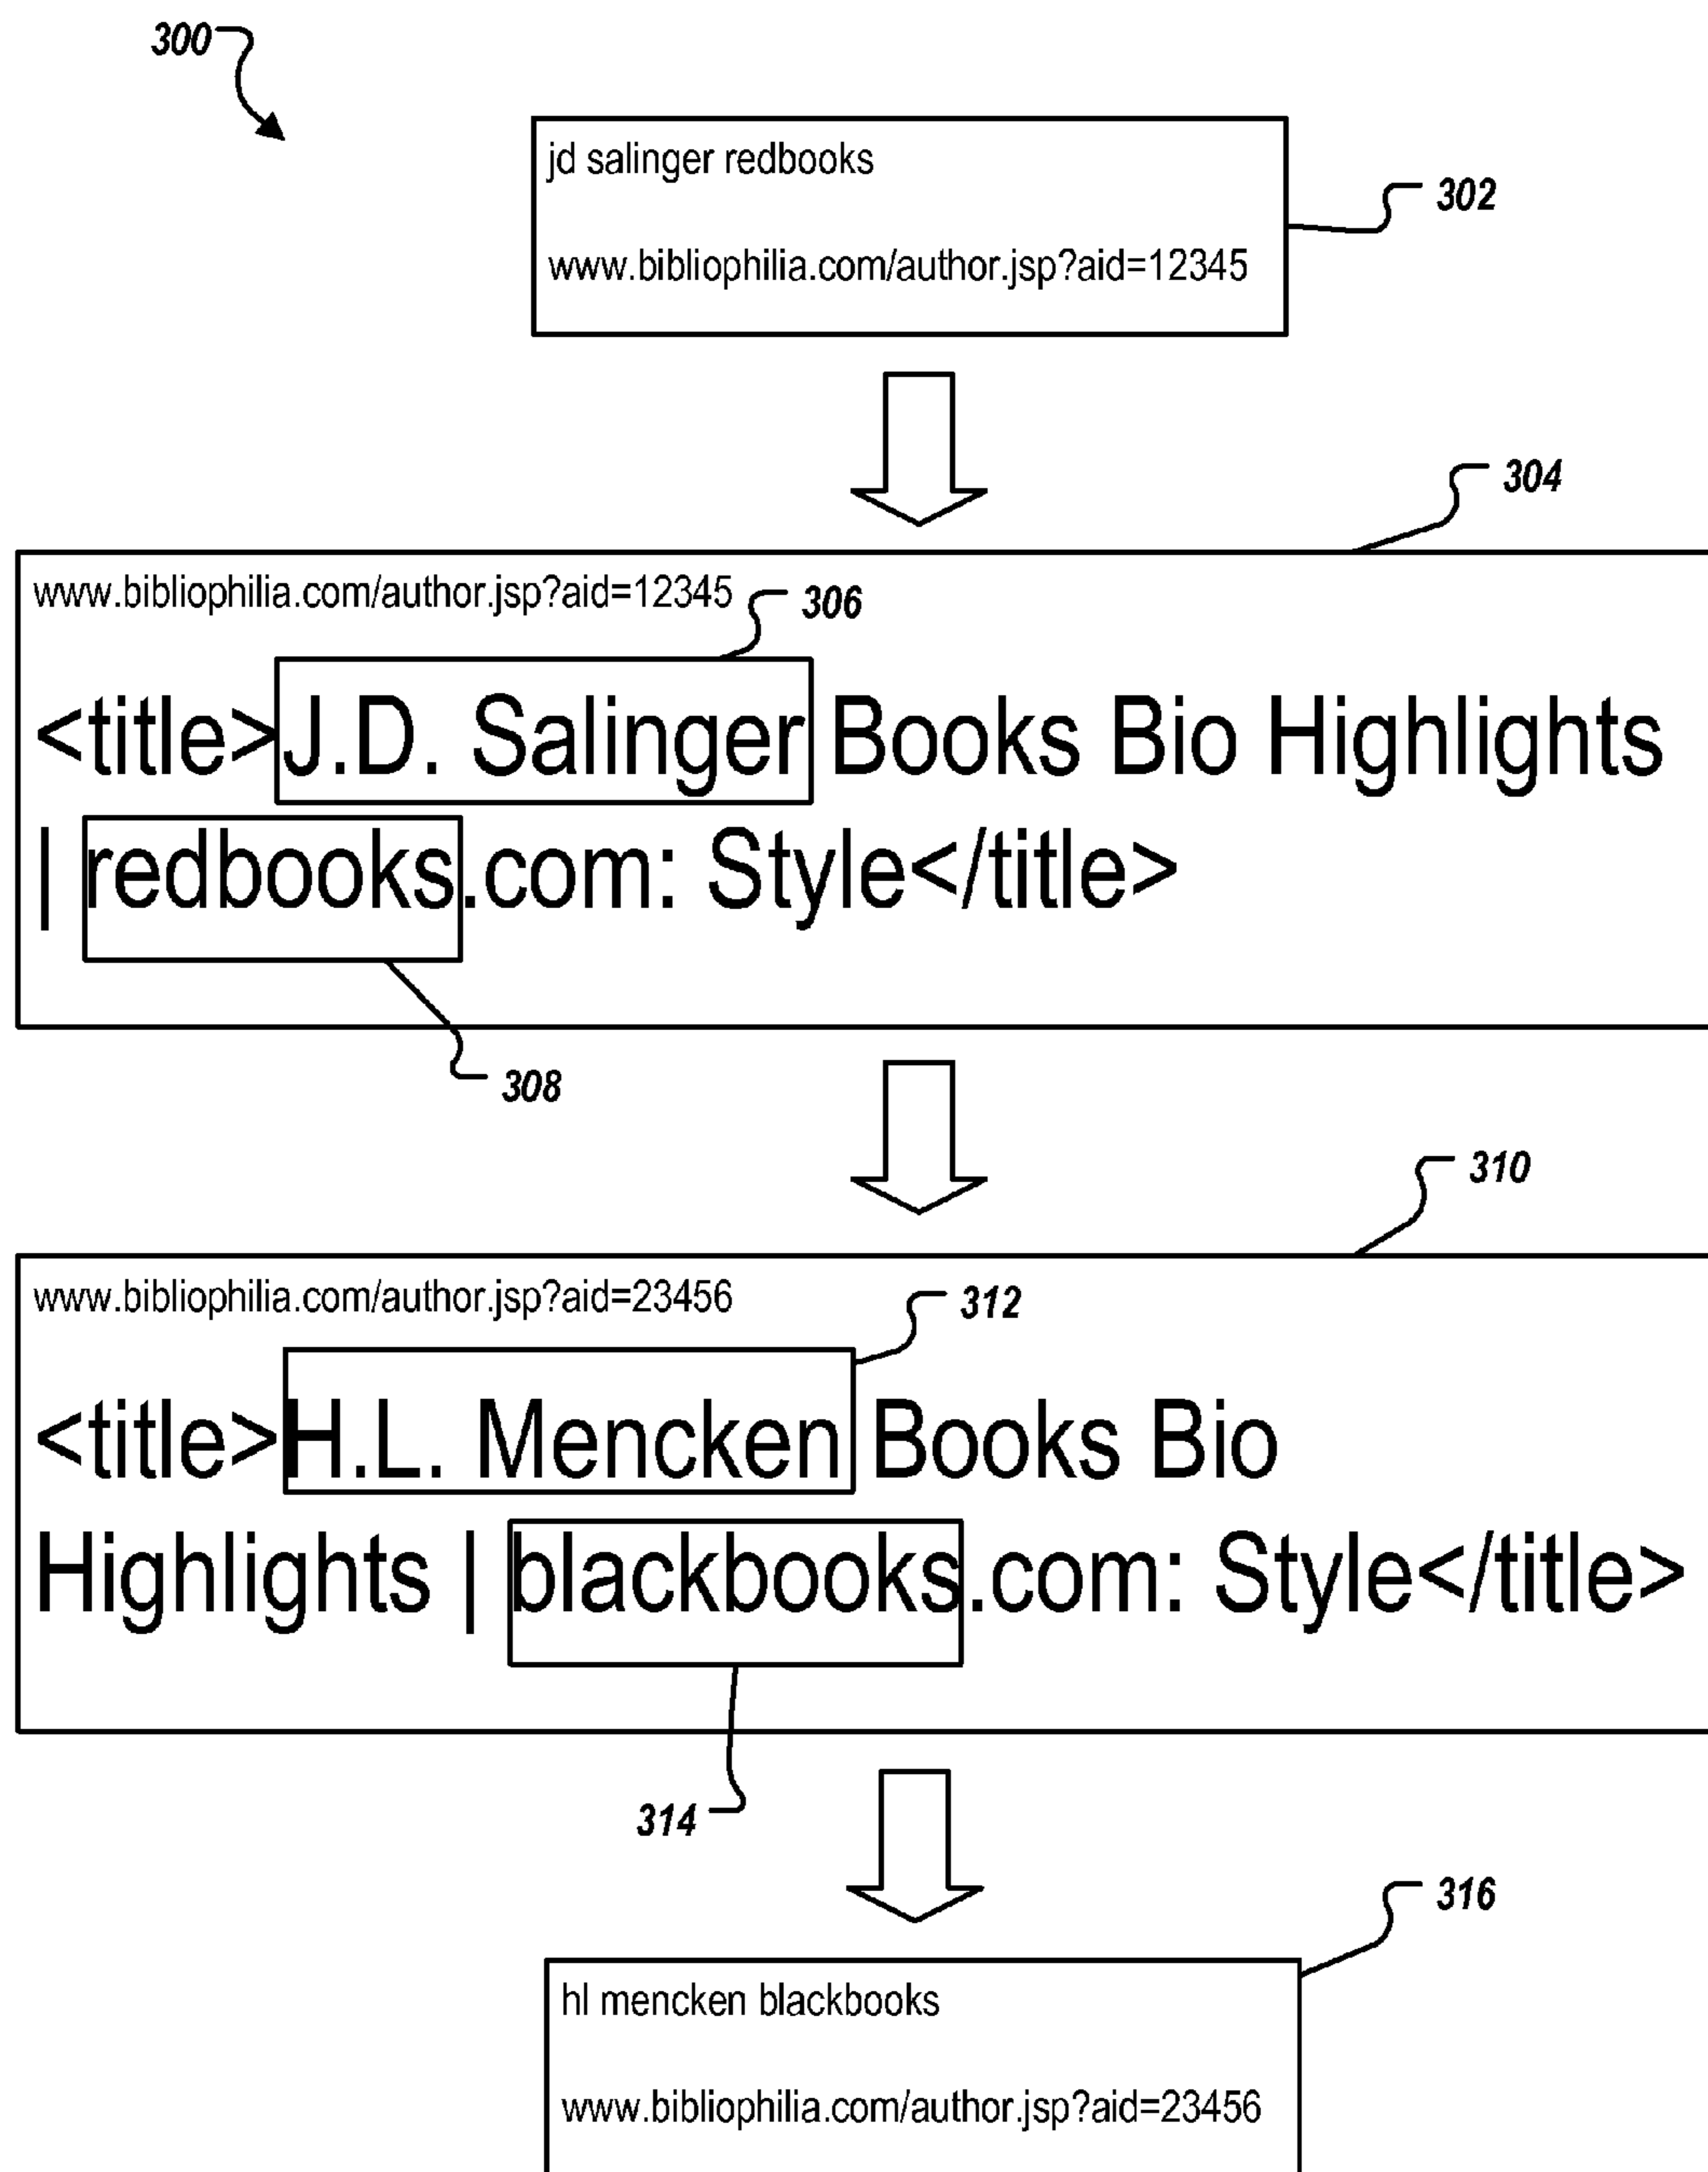 300
jd salinger redbooks
302
www.bibliophilia.com/author.jsp?aid=12345
304
www.bibliophilia.com/author.jsp?aid=12345
306
<title>J.D. Salinger Books Bio Highlights
| redbooks.com: Style</title>
308
310
www.bibliophilia.com/author.jsp?aid=23456
312
<title>H.L. Mencken Books Bio
Highlights | blackbooks.com: Style</title>
314
316
hl mencken blackbooks
www.bibliophilia.com/author.jsp?aid=23456